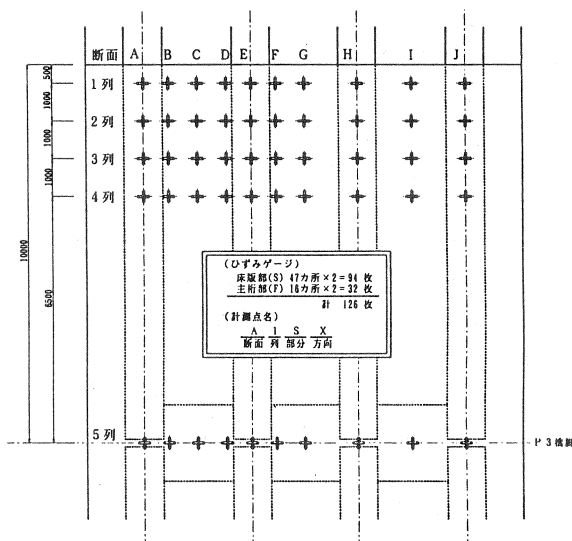 断面 A B C D E F G H I J
500
1列
1000
2列
1000
3列
1000
4列
10000
6500
(ひずみゲージ)
床版部(S) 47カ所×2=94 枚
主桁部(F) 16カ所×2=32 枚
計 126 枚
(計測点名)
A 1 S X
断面 列 部分 方向
5列
P3橋脚